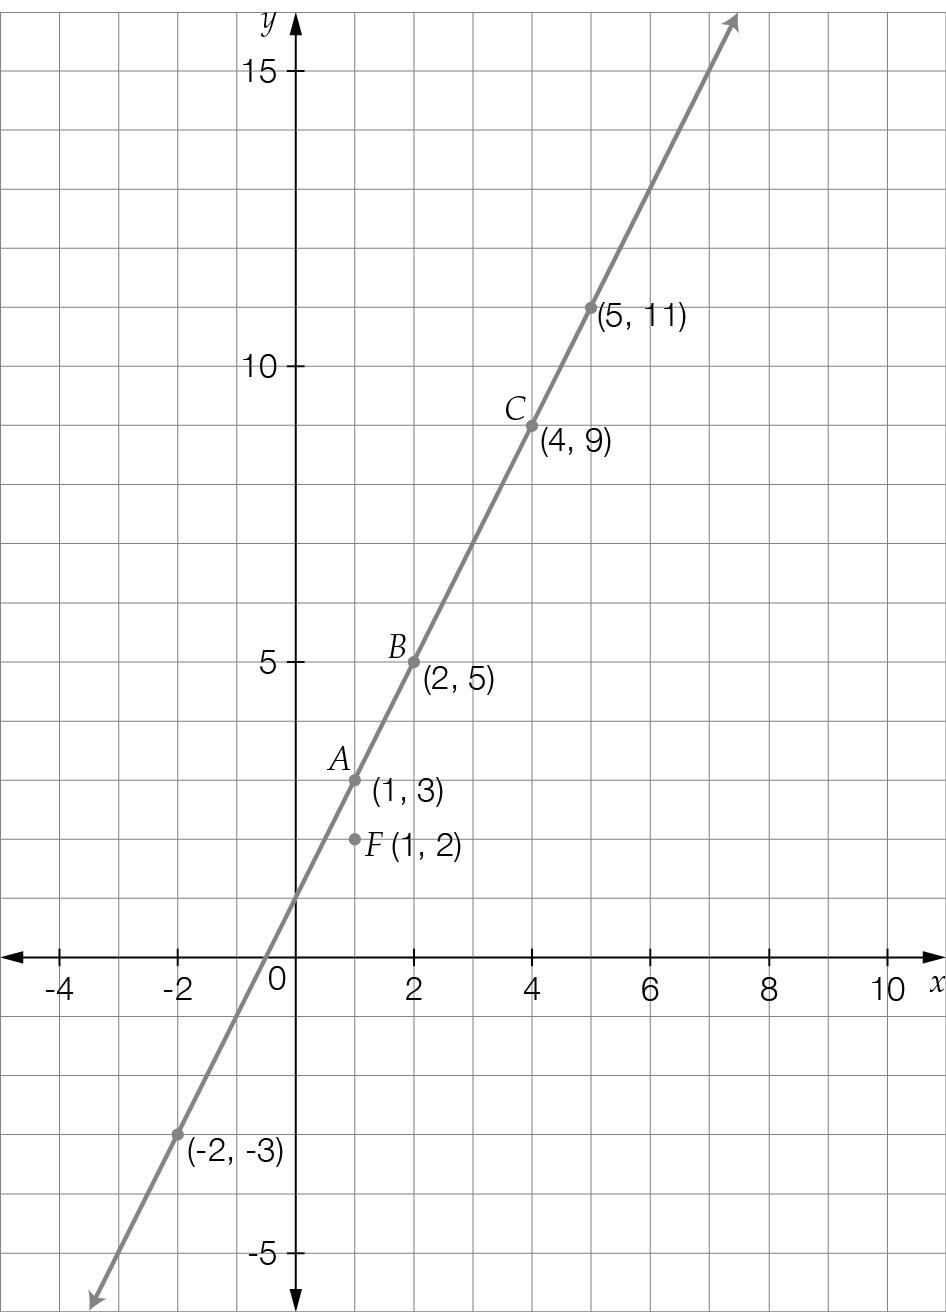 y
15
10
(5, 11)
C
(4, 9)
5
B
(2, 5)
A
(1, 3)
F (1, 2)
-4 -2 0 2 4 6 8 10 x
(-2, -3)
-5